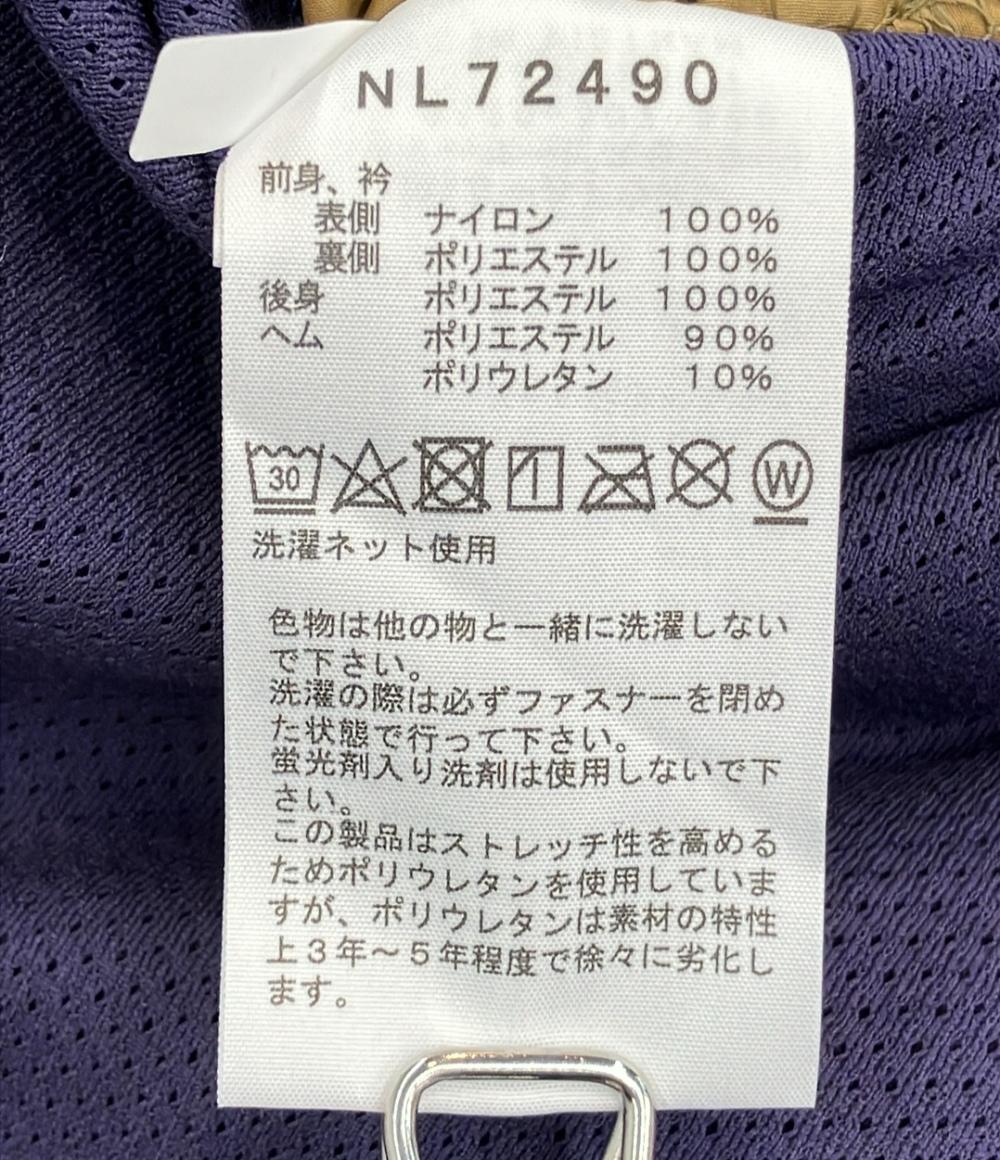 NL72490
前身、衿
表側 ナイロン 100%
裏側 ポリエステル 100%
後身 ポリエステル 100%
ヘム ポリエステル 90%
ポリウレタン 10%
30 W
洗濯ネット使用
色物は他の物と一緒に洗濯しない
で下さい。
洗濯の際は必ずファスナーを閉め
た状態で行って下さい。
蛍光剤入り洗剤は使用しないで下
さい。
この製品はストレッチ性を高める
ためポリウレタンを使用していま
すが、ポリウレタンは素材の特性
上3年～5年程度で徐々に劣化し
ます。